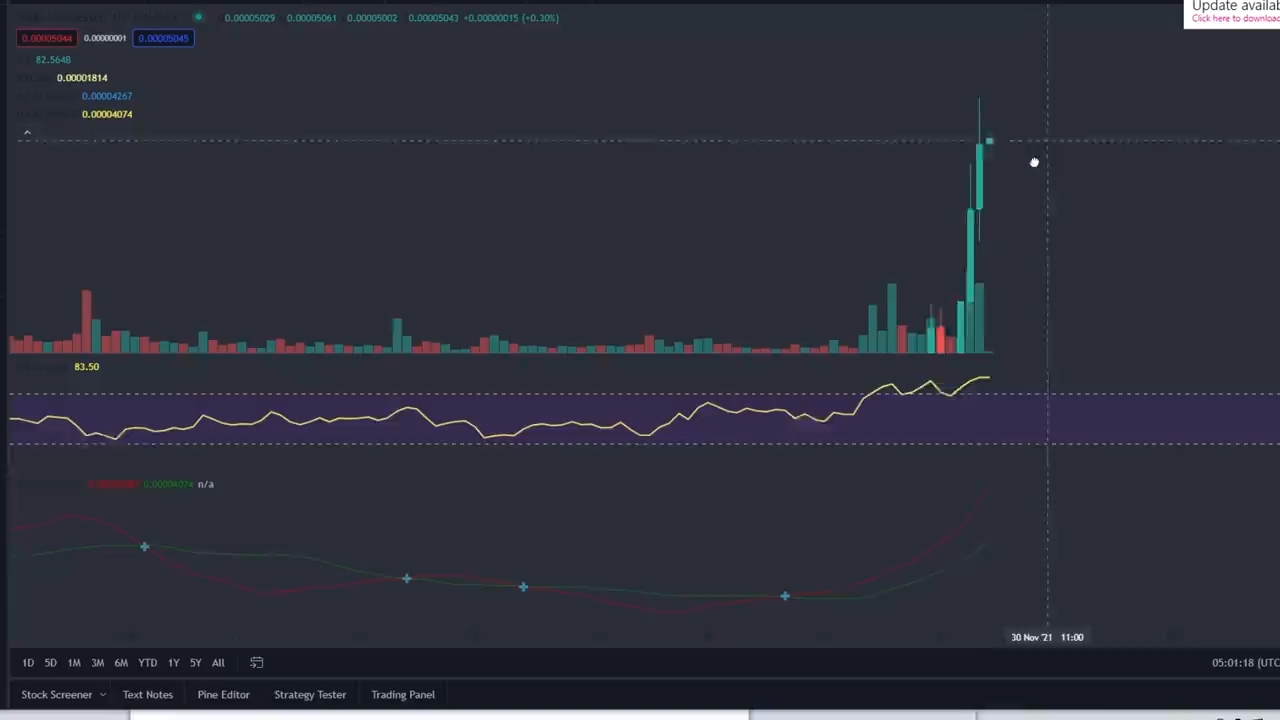 0.00005029 0.00005061 0.00005002 0.00005043 +0.00000015 (+0.30%)
Update availab
Click here to download
0.00005044 0.00000001 0.00005045
82.564B
0.00001814
0.00004267
0.00004074
83.50
0.00004074 n/a
30 Nov '21 11:00
1D 5D 1M 3M 6M YTD 1Y 5Y All
05:01:18 (UTC
Stock Screener Text Notes Pine Editor Strategy Tester Trading Panel